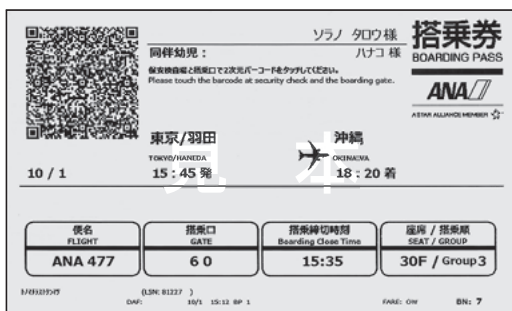 ソラノ タロウ様
搭乗券
同伴幼児：
ハナコ 様
BOARDING PASS
保安検査場と搭乗口で2次元バーコードをタッチしてください。
Please touch the barcode at security check and the boarding gate.
ANA
A STAR ALLIANCE MEMBER
東京/羽田
沖縄
TOKYO/HANEDA
OKINAWA
10 / 1
15 : 45 発
18 : 20 着
見 本
便名
搭乗口
搭乗締切時刻
座席 / 搭乗順
FLIGHT
GATE
Boarding Close Time
SEAT / GROUP
ANA 477
60
15:35
30F / Group3
(LSN: 81227 )
DAF:
10/1 15:12 BP 1
FARE: OW
BN: 7